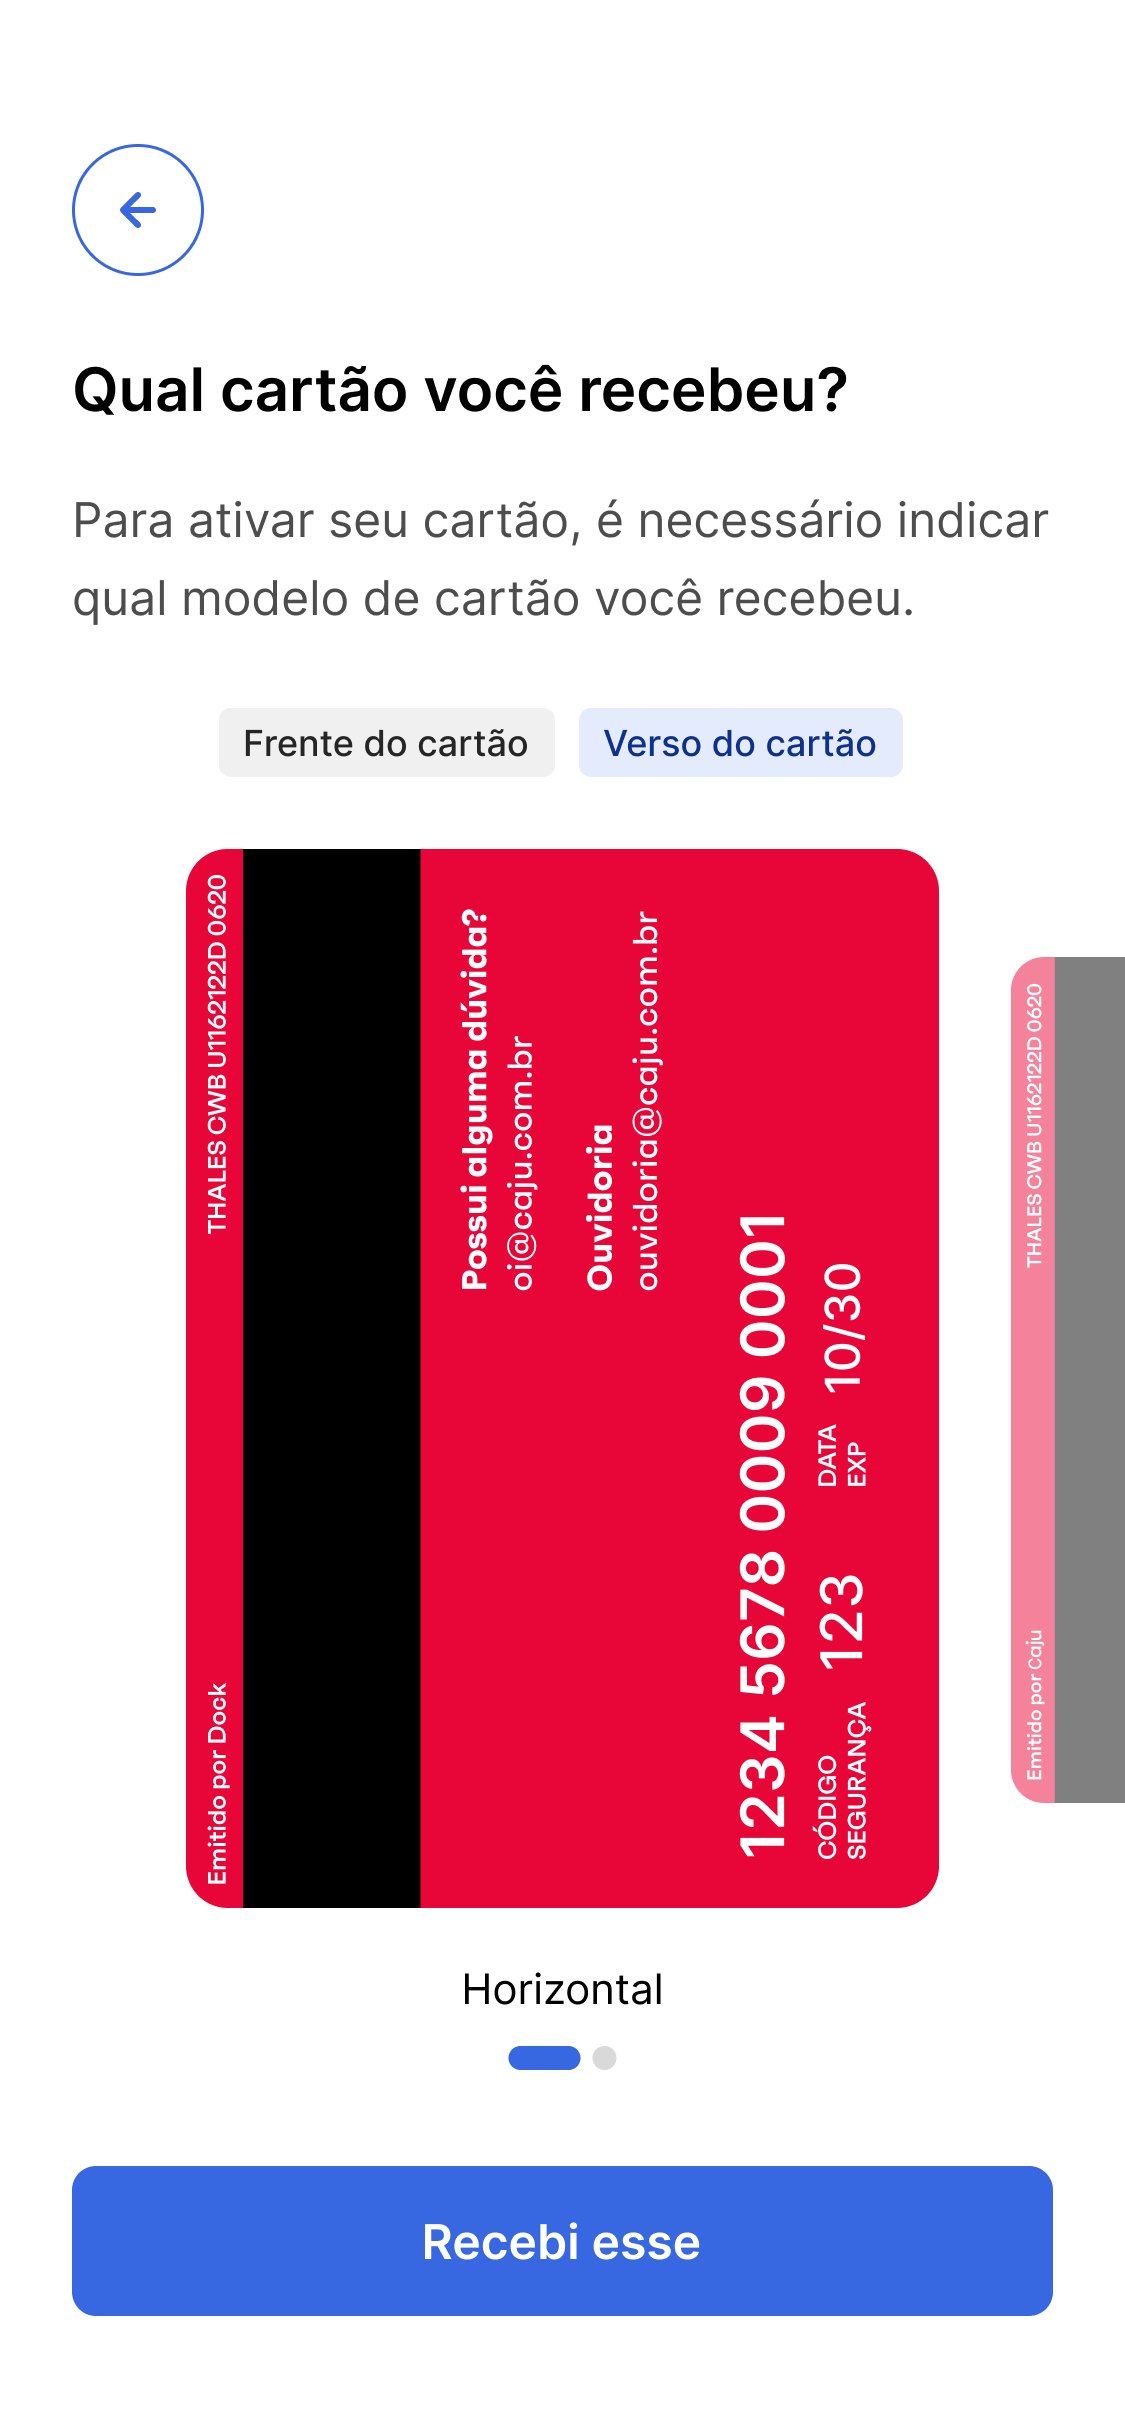 Qual cartão você recebeu?
Para ativar seu cartão, é necessário indicar
qual modelo de cartão você recebeu.
Frente do cartão
Verso do cartão
Emitido por Dock
THALES CWB U1162122D 0620
Possui alguma dúvida?
oi@caju.com.br
Ouvidoria
ouvidoria@caju.com.br
1234 5678 0009 0001
CÓDIGO
SEGURANÇA
123
DATA
EXP
10/30
Emitido por Caju
THALES CWB U1162122D 0620
Horizontal
Recebi esse